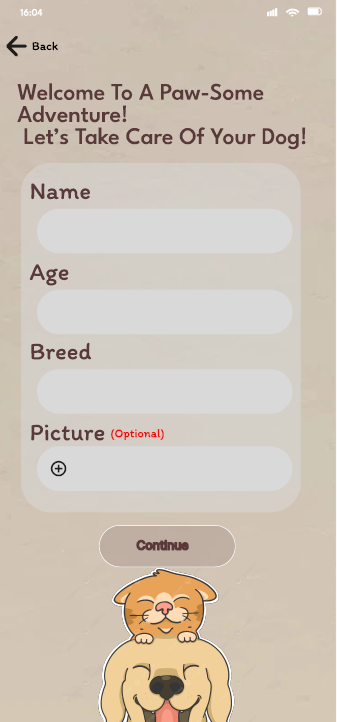 16:04
Back
Welcome To A Paw-Some
Adventure!
Let's Take Care Of Your Dog!
Name
Age
Breed
Picture (Optional)
Continue